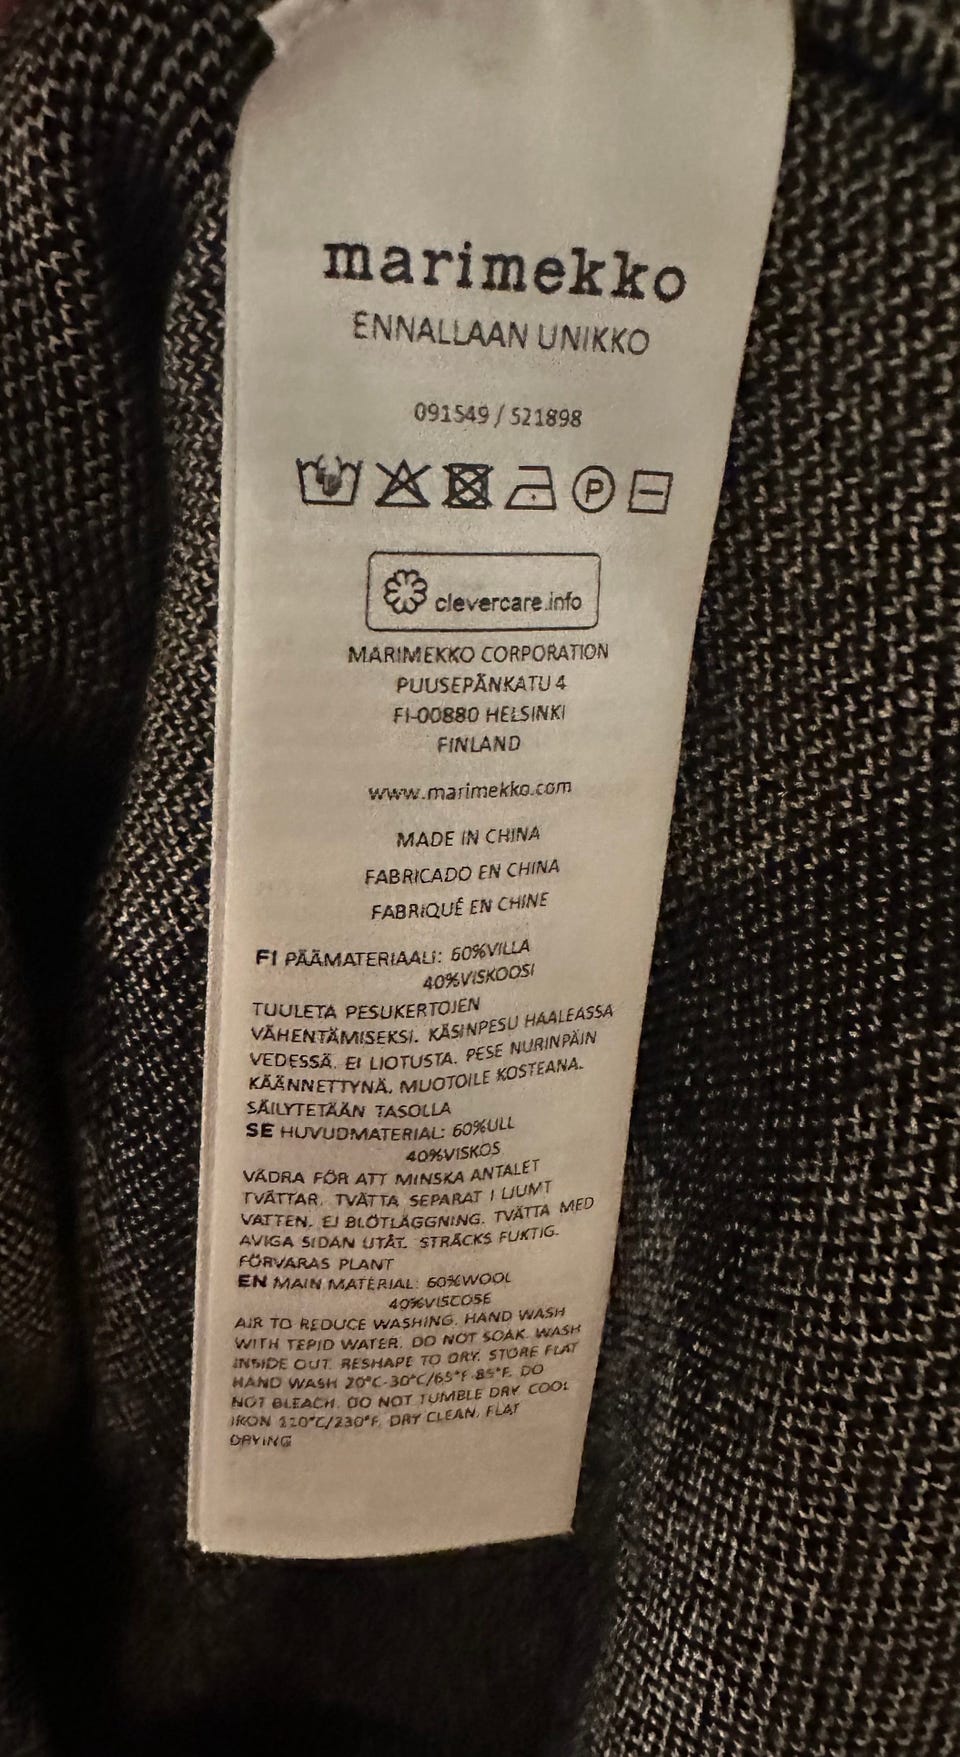 marimekko
ENNALLAAN UNIKKO
091549 / 521898
P
clevercare.info
MARIMEKKO CORPORATION
PUUSEPÄNKATU 4
FI-00880 HELSINKI
FINLAND
www.marimekko.com
MADE IN CHINA
FABRICADO EN CHINA
FABRIQUÉ EN CHINE
FI PÄÄMATERIAALI: 60%VILLA
40%VISKOOSI
TUULETA PESUKERTOJEN
VÄHENTÄMISEKSI. KÄSINPESU HAALEASSA
VEDESSÄ. EI LIOTUSTA. PESE NURINPÄIN
KÄÄNNETTYNÄ. MUOTOILE KOSTEANA.
SÄILYTETÄÄN TASOLLA
SE HUVUDMATERIAL: 60%ULL
40%VISKOS
VÄDRA FÖR ATT MINSKA ANTALET
TVÄTTAR. TVÄTTA SEPARAT I LJUMT
VATTEN. EJ BLÖTLÄGGNING. TVÄTTA MED
AVIGA SIDAN UTÅT. STRÄCKS FUKTIG.
FÖRVARAS PLANT
EN MAIN MATERIAL: 60%WOOL
40%VISCOSE
AIR TO REDUCE WASHING. HAND WASH
WITH TEPID WATER. DO NOT SOAK. WASH
INSIDE OUT. RESHAPE TO DRY. STORE FLAT
HAND WASH 20°C-30°C/65°F-85°F. DO
NOT BLEACH. DO NOT TUMBLE DRY. COOL
IRON 110°C/230°F. DRY CLEAN. FLAT
DRYING